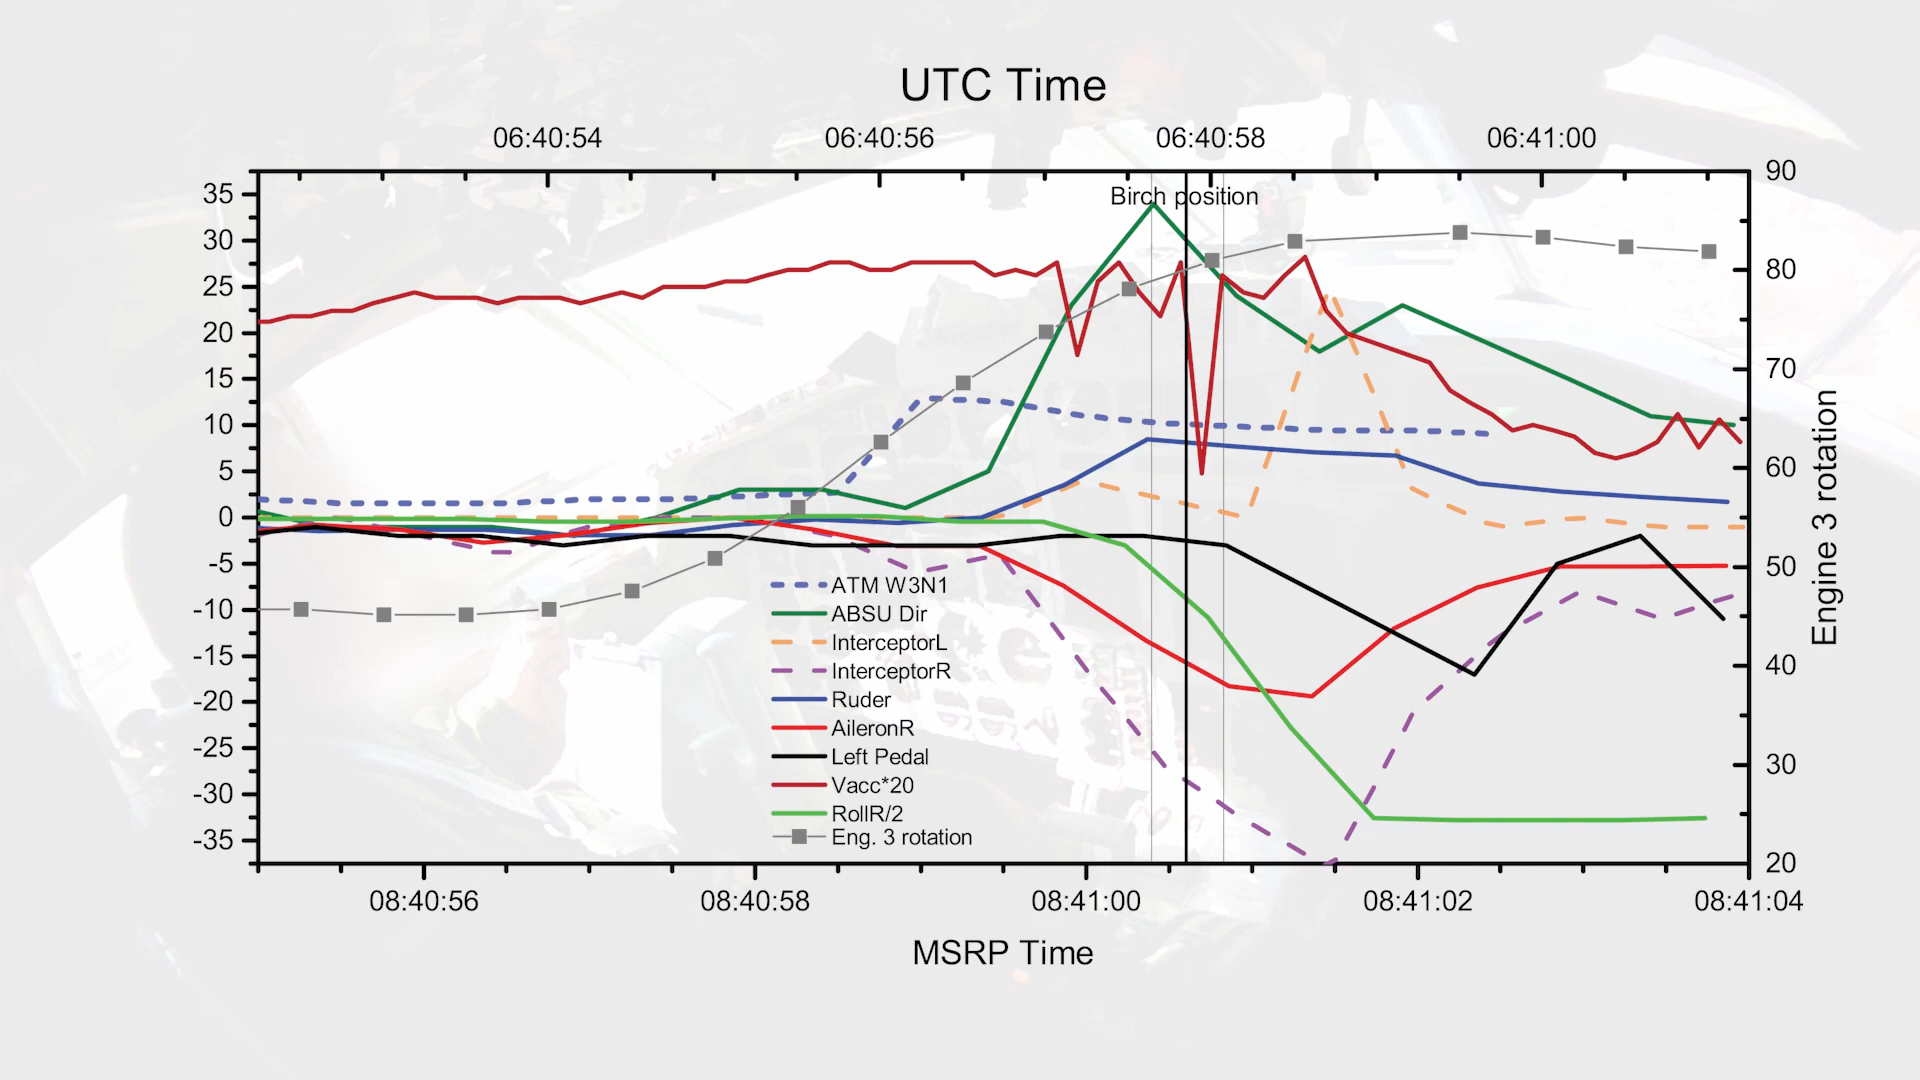 UTC Time
06:40:54 06:40:56 06:40:58 06:41:00
Birch position
35
30
25
20
15
10
5
0
-5
-10
-15
-20
-25
-30
-35
90
80
70
60
50
40
30
20
Engine 3 rotation
ATM W3N1
ABSU Dir
InterceptorL
InterceptorR
Ruder
AileronR
Left Pedal
Vacc*20
RollR/2
Eng. 3 rotation
08:40:56 08:40:58 08:41:00 08:41:02 08:41:04
MSRP Time